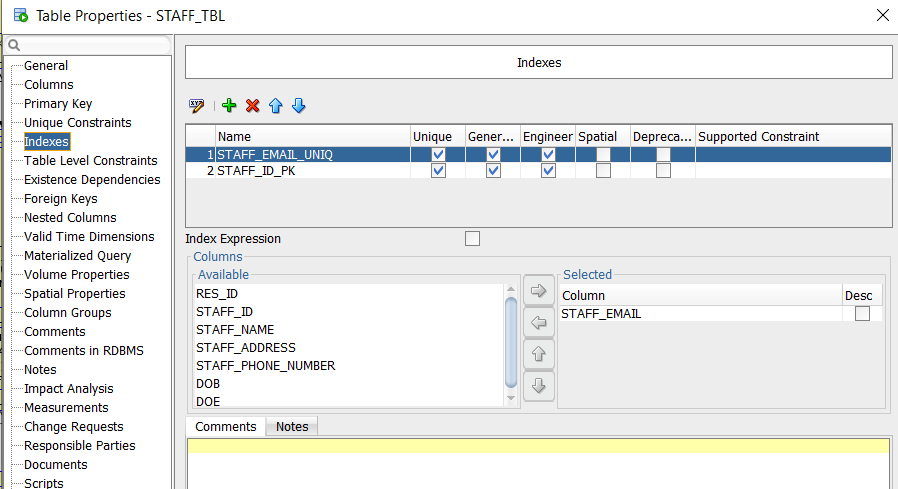 Table Properties - STAFF_TBL
General
Columns
Primary Key
Unique Constraints
Indexes
Table Level Constraints
Existence Dependencies
Foreign Keys
Nested Columns
Valid Time Dimensions
Materialized Query
Volume Properties
Spatial Properties
Column Groups
Comments
Comments in RDBMS
Notes
Impact Analysis
Measurements
Change Requests
Responsible Parties
Documents
Scripts
Indexes
XYZ
Name Unique Gener... Engineer Spatial Depreca... Supported Constraint
1 STAFF_EMAIL_UNIQ
2 STAFF_ID_PK
Index Expression
Columns
Available
RES_ID
STAFF_ID
STAFF_NAME
STAFF_ADDRESS
STAFF_PHONE_NUMBER
DOB
DOE
Selected
Column Desc
STAFF_EMAIL
Comments Notes